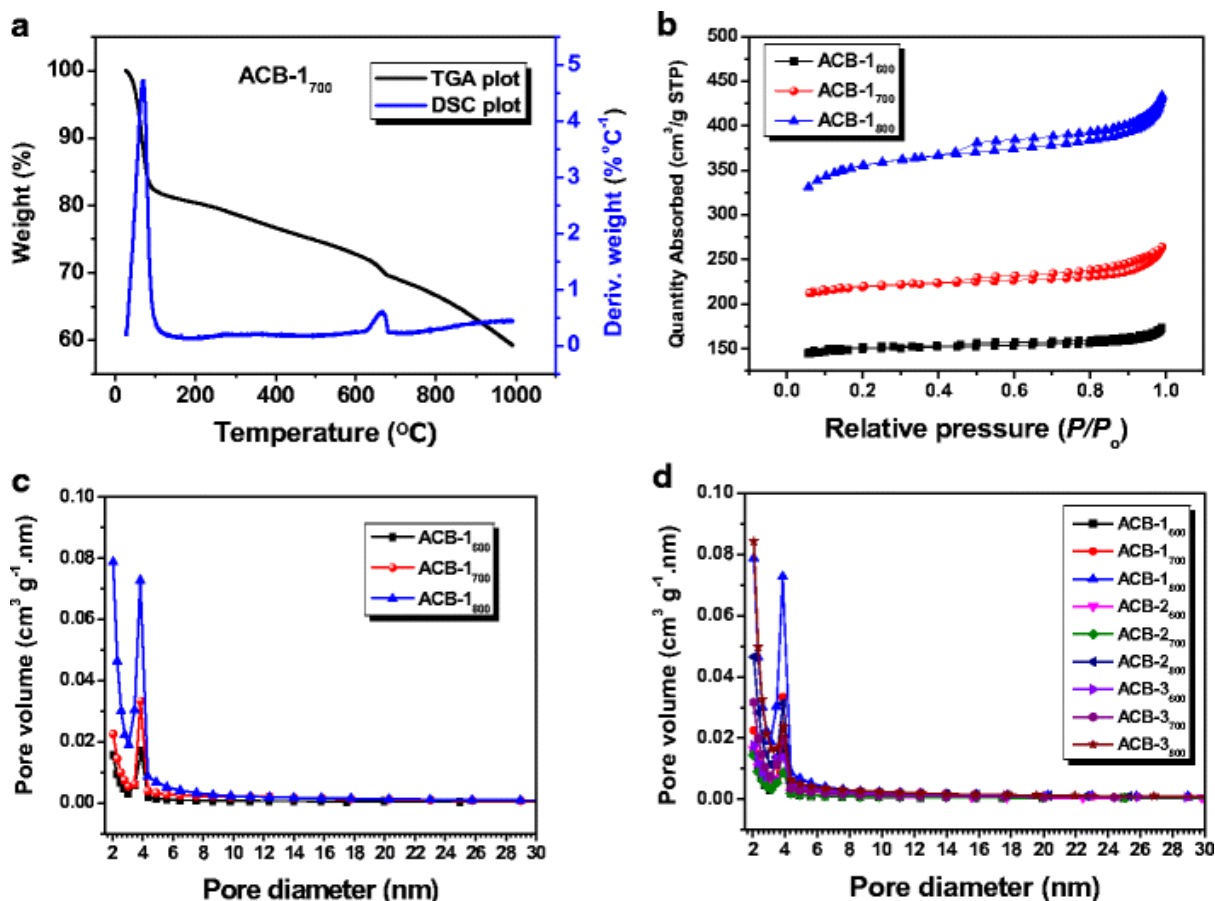 a
ACB-1₇₀₀
TGA plot
DSC plot
100
90
80
70
60
5
4
3
2
1
0
Weight (%)
Deriv. weight (% °C⁻¹)
0 200 400 600 800 1000
Temperature (°C)
b
ACB-1₆₀₀
ACB-1₇₀₀
ACB-1₈₀₀
500
450
400
350
300
250
200
150
Quantity Absorbed (cm³/g STP)
0.0 0.2 0.4 0.6 0.8 1.0
Relative pressure (P/Pₒ)
c
ACB-1₆₀₀
ACB-1₇₀₀
ACB-1₈₀₀
0.10
0.08
0.06
0.04
0.02
0.00
Pore volume (cm³ g⁻¹.nm)
2 4 6 8 10 12 14 16 18 20 22 24 26 28 30
Pore diameter (nm)
d
ACB-1₆₀₀
ACB-1₇₀₀
ACB-1₈₀₀
ACB-2₆₀₀
ACB-2₇₀₀
ACB-2₈₀₀
ACB-3₆₀₀
ACB-3₇₀₀
ACB-3₈₀₀
0.10
0.08
0.06
0.04
0.02
0.00
Pore volume (cm³ g⁻¹.nm)
2 4 6 8 10 12 14 16 18 20 22 24 26 28 30
Pore diameter (nm)